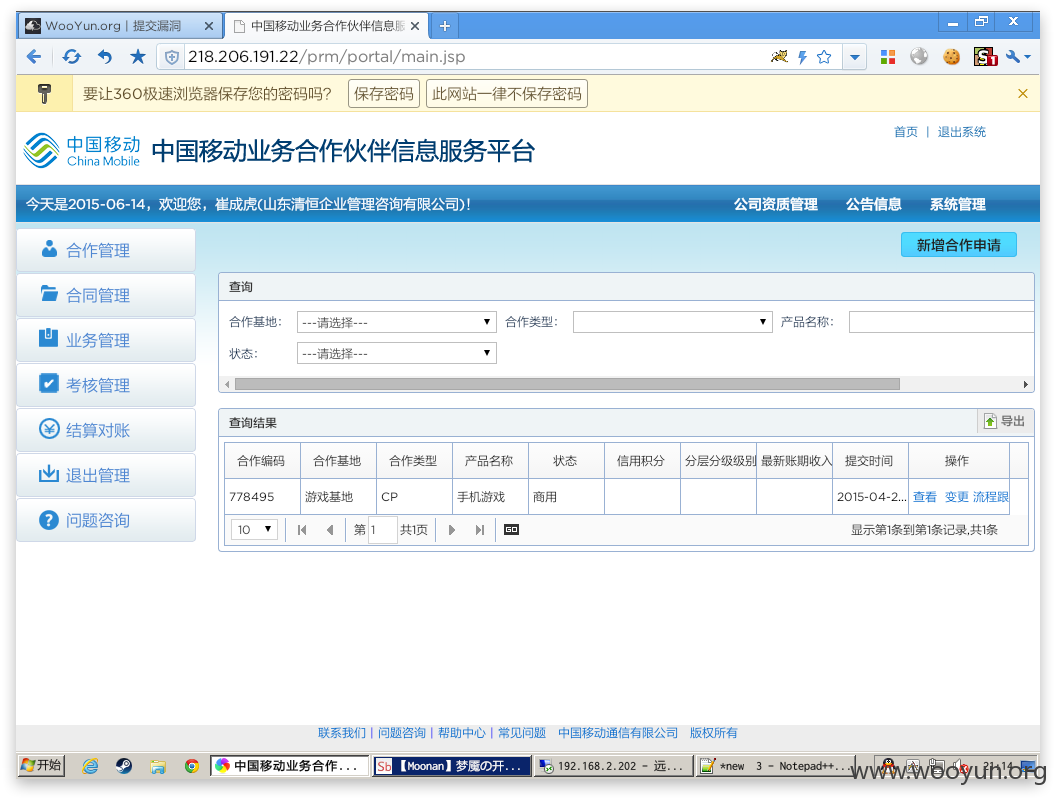 WooYun.org | 提交漏洞
中国移动业务合作伙伴信息服
218.206.191.22/prm/portal/main.jsp
要让360极速浏览器保存您的密码吗? 保存密码 此网站一律不保存密码
首页 | 退出系统
中国移动
China Mobile
中国移动业务合作伙伴信息服务平台
今天是2015-06-14，欢迎您，崔成虎(山东清恒企业管理咨询有限公司)！ 公司资质管理 公告信息 系统管理
合作管理
合同管理
业务管理
考核管理
结算对账
退出管理
问题咨询
新增合作申请
查询
合作基地： ---请选择--- 合作类型： 产品名称：
状态： ---请选择---
查询结果 导出
合作编码 合作基地 合作类型 产品名称 状态 信用积分 分层分级级别 最新账期收入 提交时间 操作
778495 游戏基地 CP 手机游戏 商用 2015-04-2... 查看 变更 流程跟
10 第 1 共1页 GO 显示第1条到第1条记录,共1条
联系我们 | 问题咨询 | 帮助中心 | 常见问题 中国移动通信有限公司 版权所有
开始 中国移动业务合作... 【Moonan】梦魇の开... 192.168.2.202 - 远... *new 3 - Notepad++... 21:14
www.wooyun.org